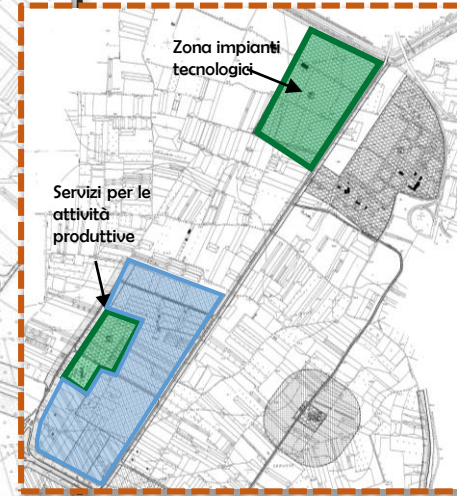 Zona impianti
tecnologici
Servizi per le
attività
produttive